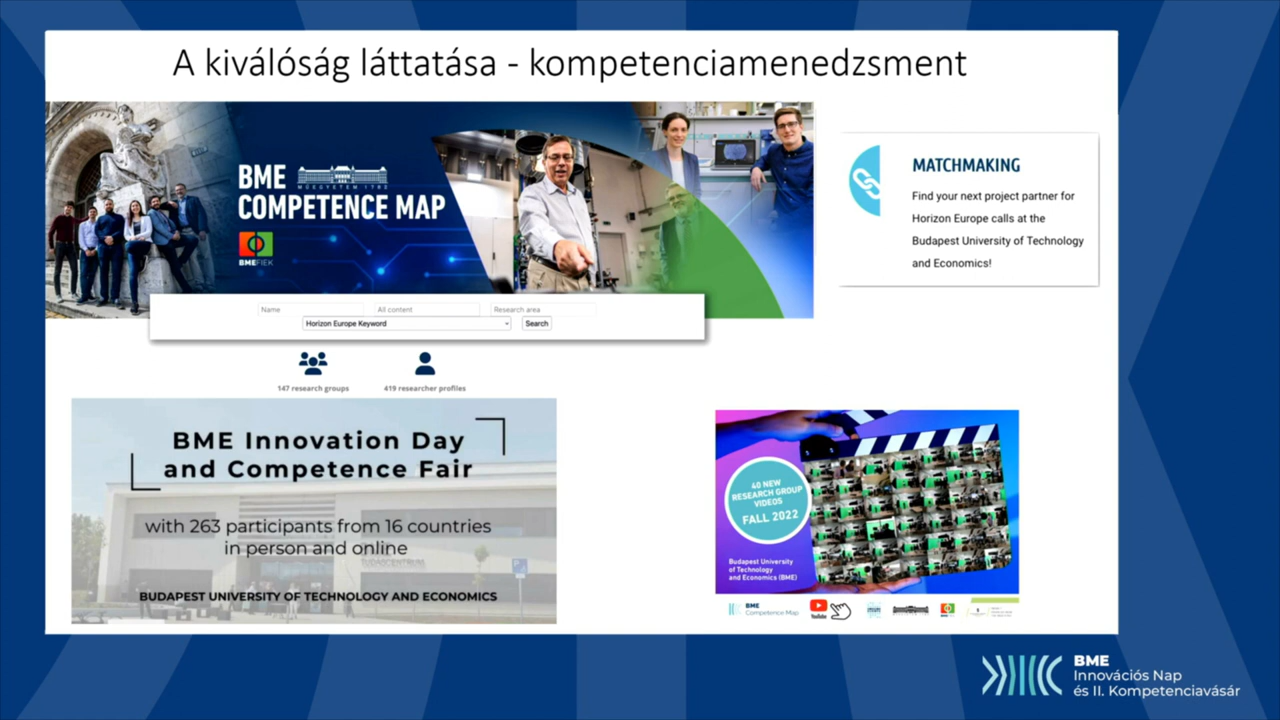 A kiválóság láttatása - kompetenciamenedzsment
BME
MŰEGYETEM 1782
COMPETENCE MAP
BMEFIEK
MATCHMAKING
Find your next project partner for
Horizon Europe calls at the
Budapest University of Technology
and Economics!
Name
All content
Research area
Horizon Europe Keyword
Search
147 research groups
419 researcher profiles
BME Innovation Day
and Competence Fair
with 263 participants from 16 countries
in person and online
BUDAPEST UNIVERSITY OF TECHNOLOGY AND ECONOMICS
40 NEW
RESEARCH GROUP
VIDEOS
FALL 2022
Budapest University
of Technology
and Economics (BME)
BME
Competence Map
YouTube
BME
Innovációs Nap
és II. Kompetenciavásár